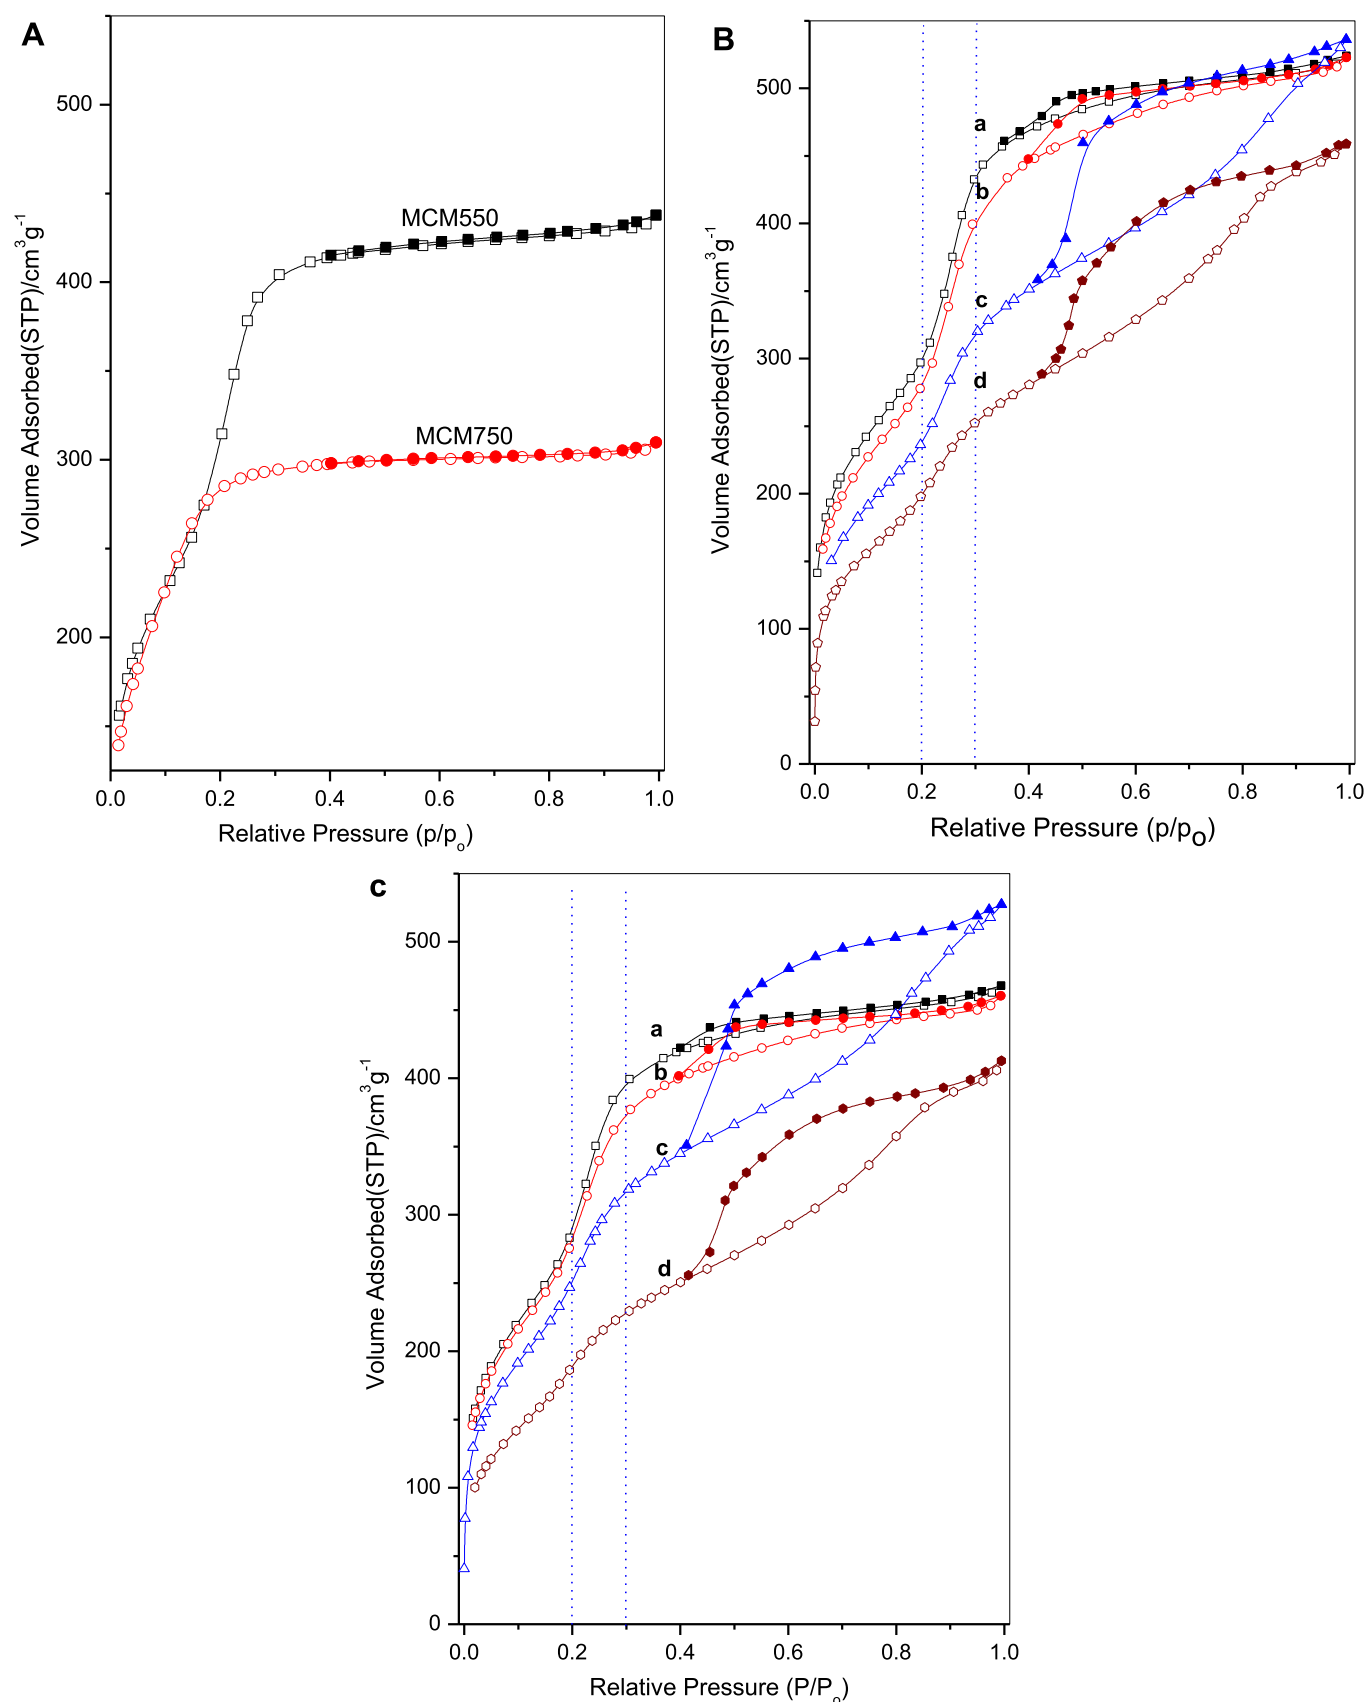 A
500
400
300
200
Volume Adsorbed(STP)/cm³g⁻¹
MCM550
MCM750
0.0 0.2 0.4 0.6 0.8 1.0
Relative Pressure (p/pₒ)
B
500
400
300
200
100
0
Volume Adsorbed(STP)/cm³g⁻¹
a
b
c
d
0.0 0.2 0.4 0.6 0.8 1.0
Relative Pressure (p/pₒ)
c
500
400
300
200
100
0
Volume Adsorbed(STP)/cm³g⁻¹
a
b
c
d
0.0 0.2 0.4 0.6 0.8 1.0
Relative Pressure (P/Pₒ)